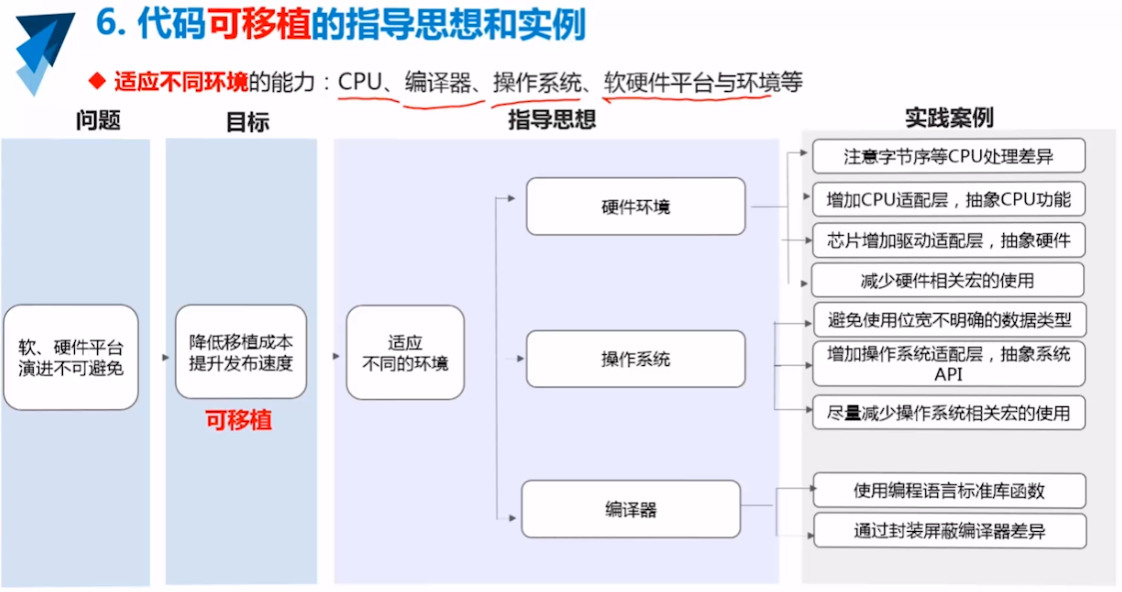 6. 代码可移植的指导思想和实例
◆ 适应不同环境的能力：CPU、编译器、操作系统、软硬件平台与环境等
问题
目标
指导思想
实践案例
软、硬件平台
演进不可避免
降低移植成本
提升发布速度
可移植
适应
不同的环境
硬件环境
操作系统
编译器
注意字节序等CPU处理差异
增加CPU适配层，抽象CPU功能
芯片增加驱动适配层，抽象硬件
减少硬件相关宏的使用
避免使用位宽不明确的数据类型
增加操作系统适配层，抽象系统
API
尽量减少操作系统相关宏的使用
使用编程语言标准库函数
通过封装屏蔽编译器差异